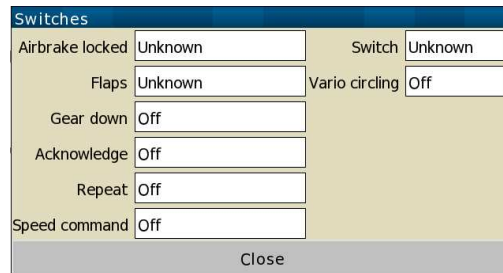 Switches
Airbrake locked Unknown Switch Unknown
Flaps Unknown Vario circling Off
Gear down Off
Acknowledge Off
Repeat Off
Speed command Off
Close